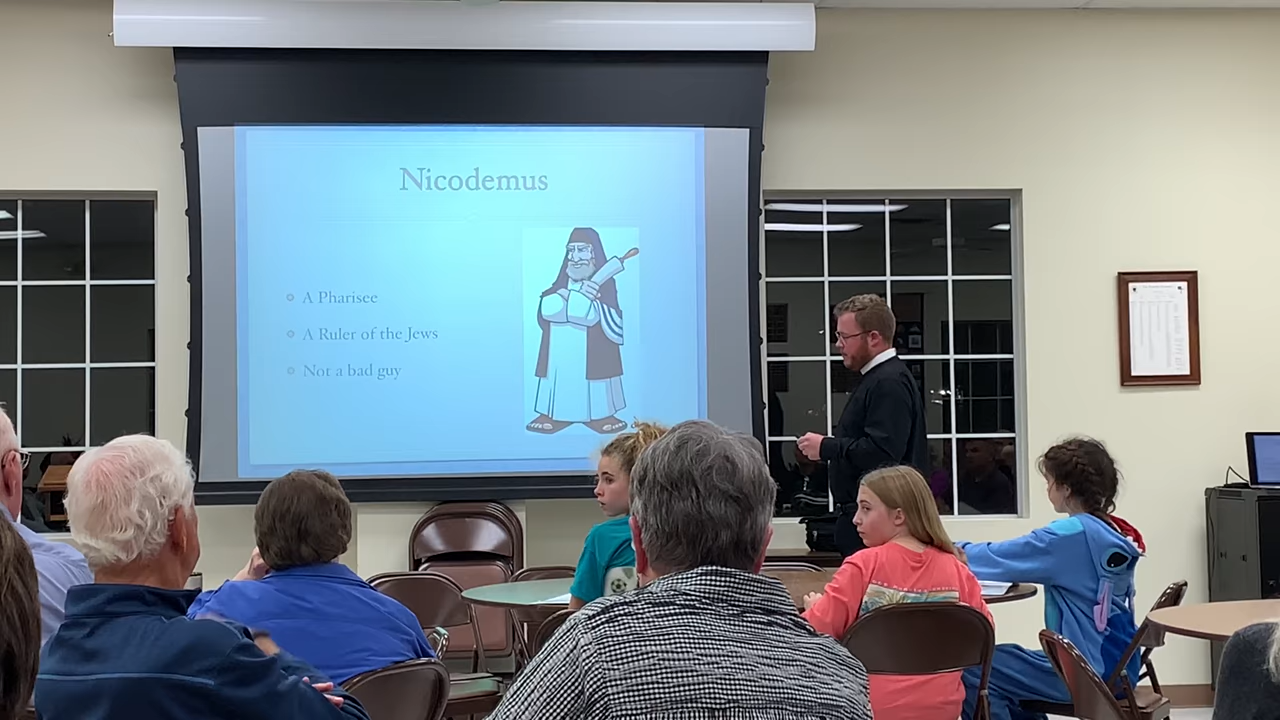 Nicodemus
A Pharisee
A Ruler of the Jews
Not a bad guy